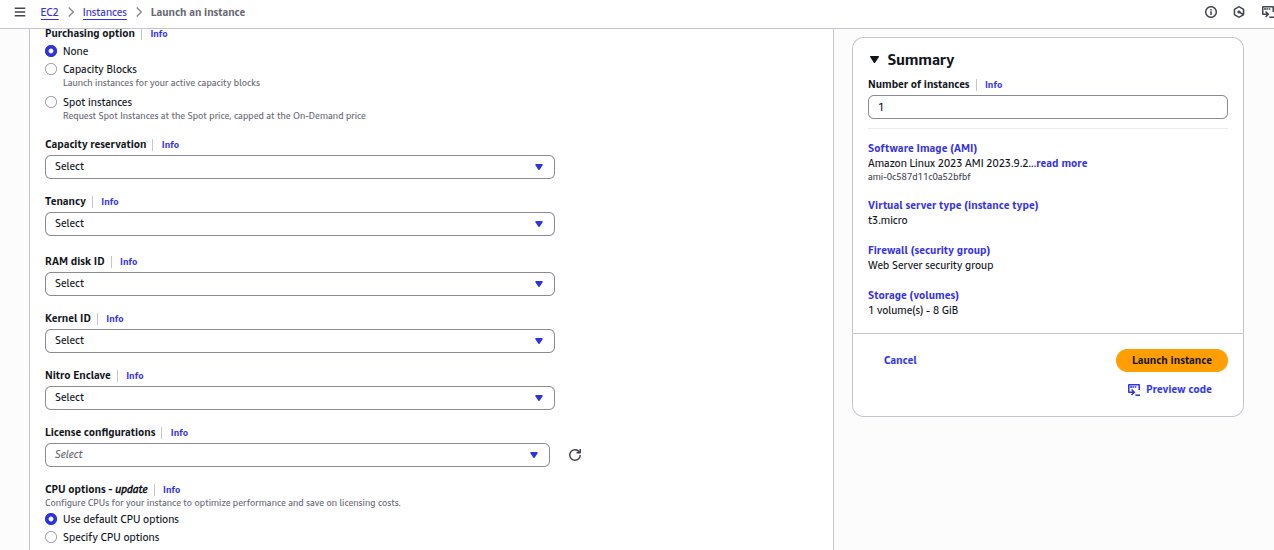 EC2 > Instances > Launch an instance
Purchasing option | Info
None
Capacity Blocks
Launch instances for your active capacity blocks
Spot instances
Request Spot Instances at the Spot price, capped at the On-Demand price
Capacity reservation | Info
Select
Tenancy | Info
Select
RAM disk ID | Info
Select
Kernel ID | Info
Select
Nitro Enclave | Info
Select
License configurations | Info
Select
CPU options - update | Info
Configure CPUs for your instance to optimize performance and save on licensing costs.
Use default CPU options
Specify CPU options
Summary
Number of instances | Info
1
Software Image (AMI)
Amazon Linux 2023 AMI 2023.9.2...read more
ami-0c587d11c0a52bfbf
Virtual server type (instance type)
t3.micro
Firewall (security group)
Web Server security group
Storage (volumes)
1 volume(s) - 8 GiB
Cancel
Launch instance
Preview code